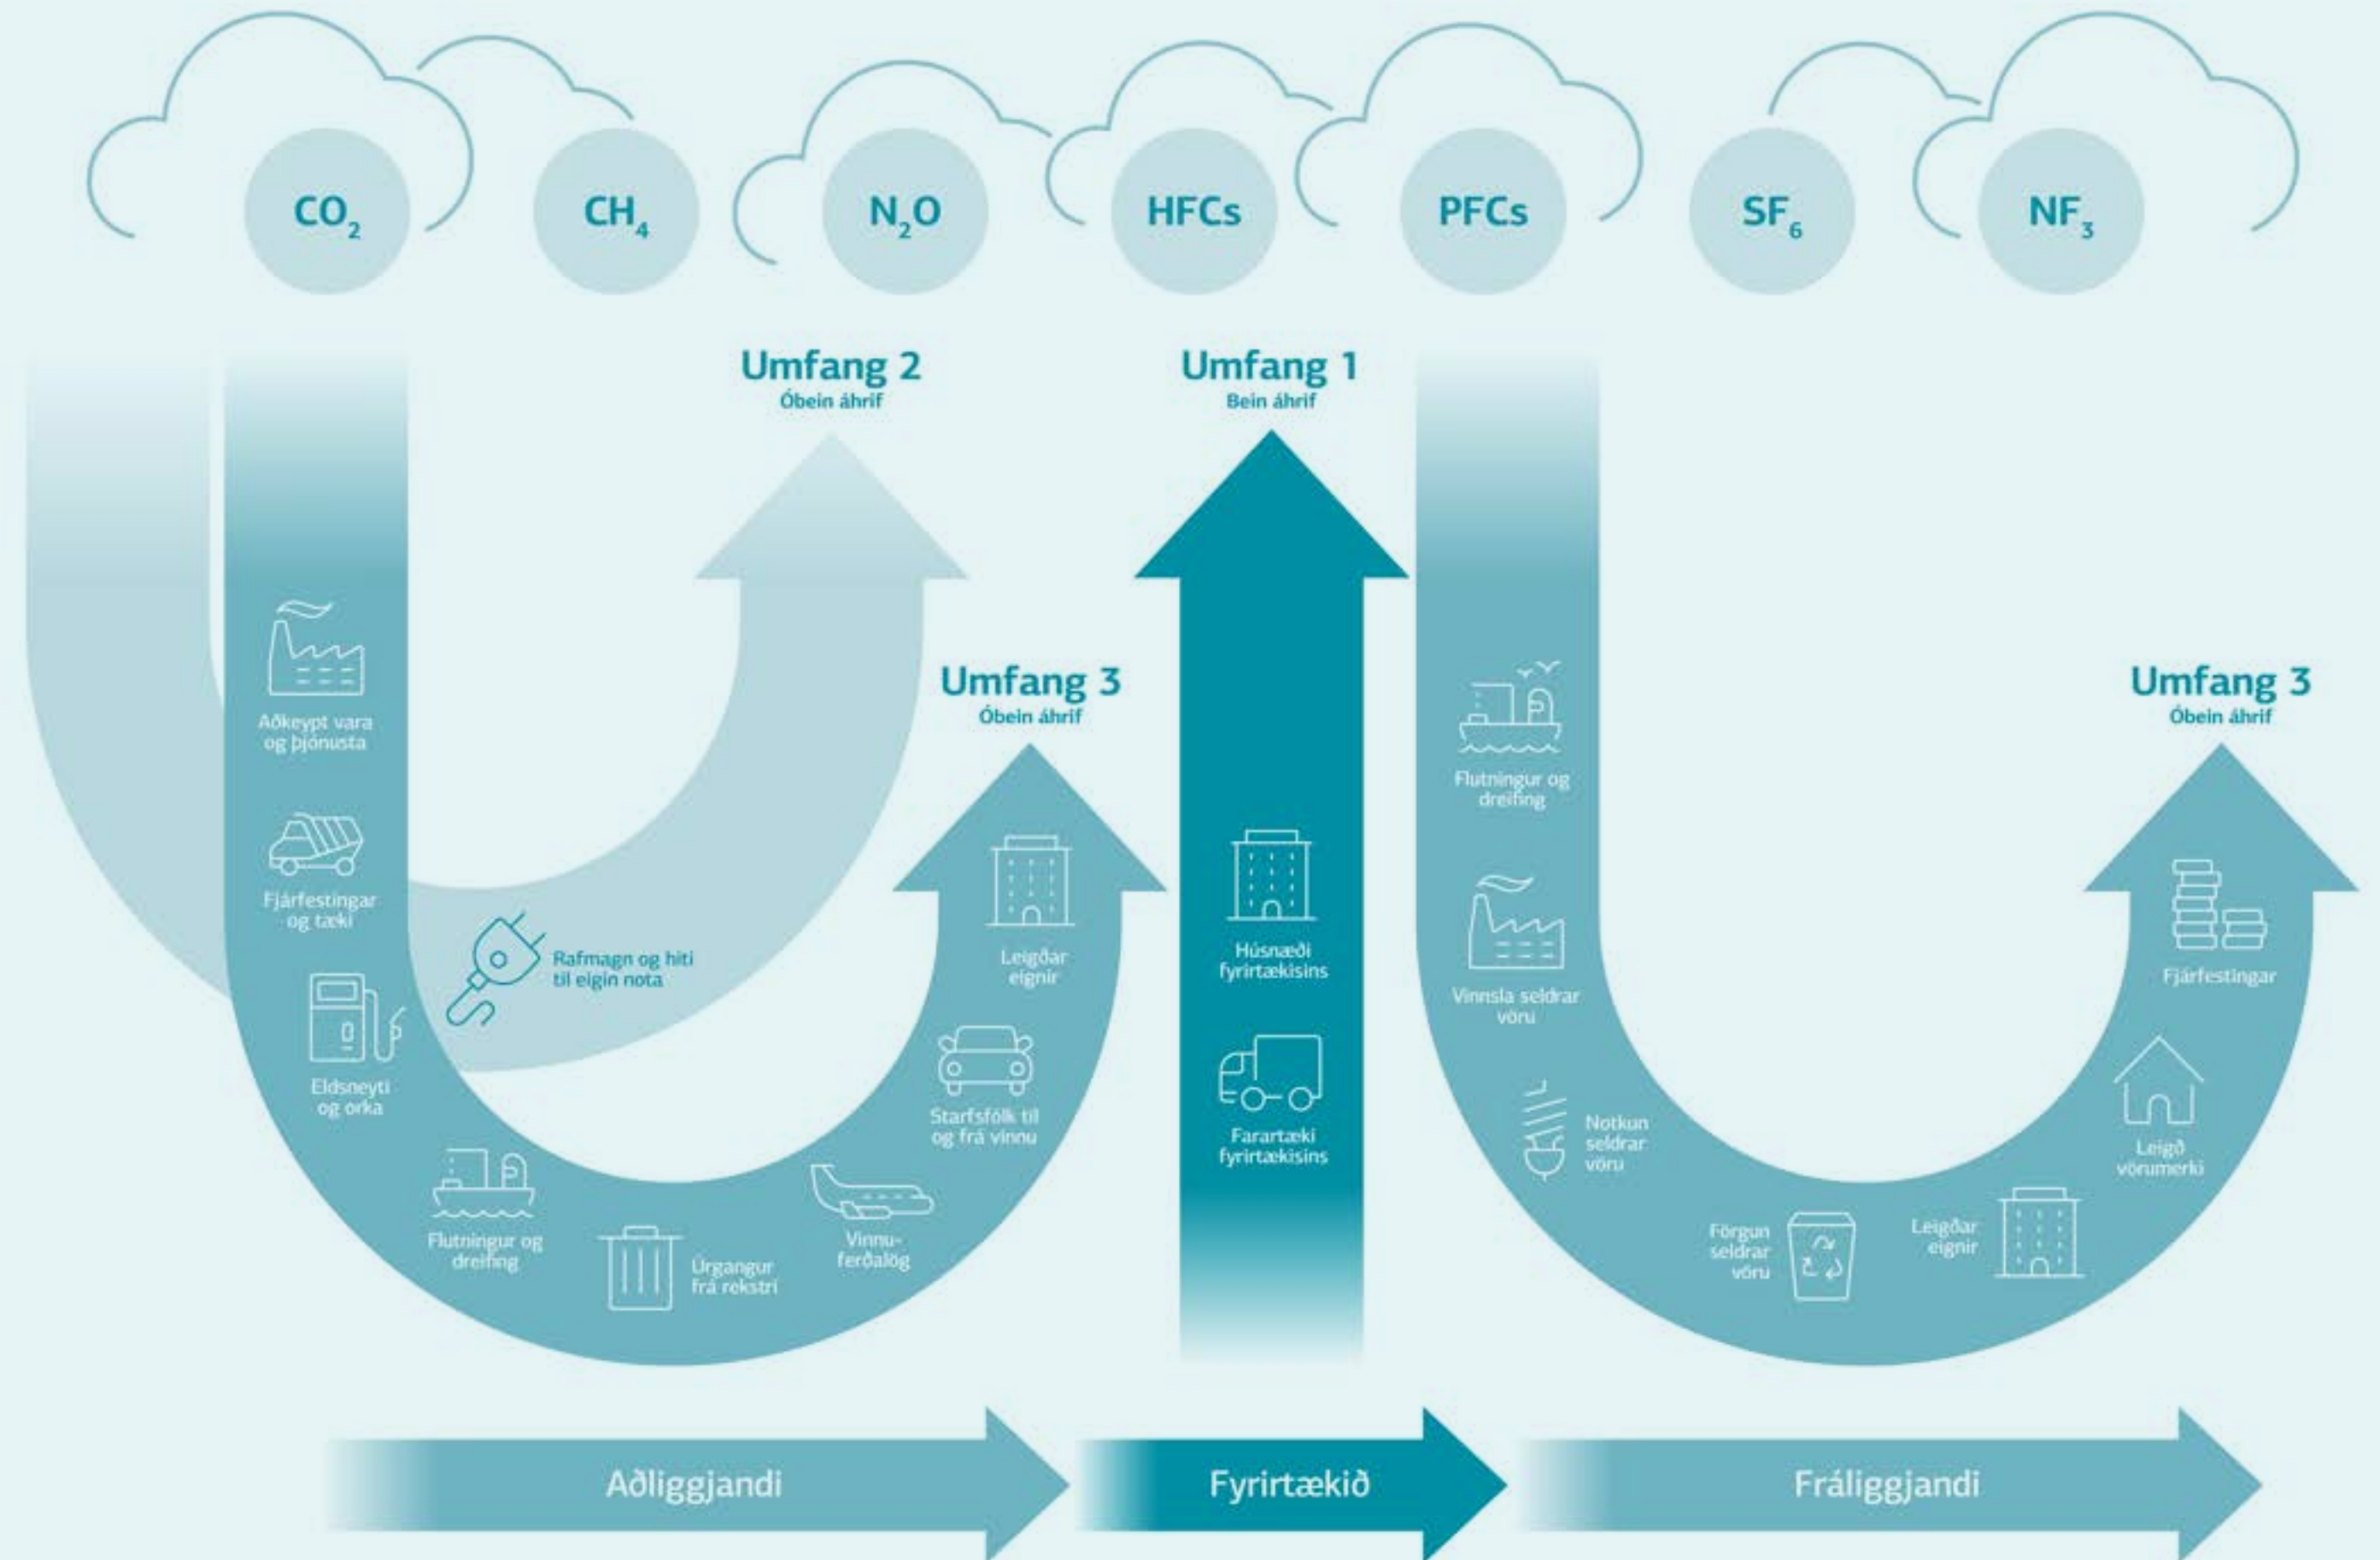 CO₂
CH₄
N₂O
HFCs
PFCs
SF₆
NF₃
Umfang 2
Óbein áhrif
Umfang 1
Bein áhrif
Umfang 3
Óbein áhrif
Umfang 3
Óbein áhrif
Aðkeypt vara
og þjónusta
Fjárfestingar
og tæki
Eldsneyti
og orka
Flutningur og
dreifing
Úrgangur
frá rekstri
Vinnu-
ferðalög
Starfsfólk til
og frá vinnu
Leigðar
eignir
Rafmagn og hiti
til eigin nota
Húsnæði
fyrirtækisins
Farartæki
fyrirtækisins
Flutningur og
dreifing
Vinnsla seldrar
vöru
Notkun
seldrar
vöru
Förgun
seldrar
vöru
Leigðar
eignir
Leigð
vörumerki
Fjárfestingar
Aðliggjandi
Fyrirtækið
Fráliggjandi